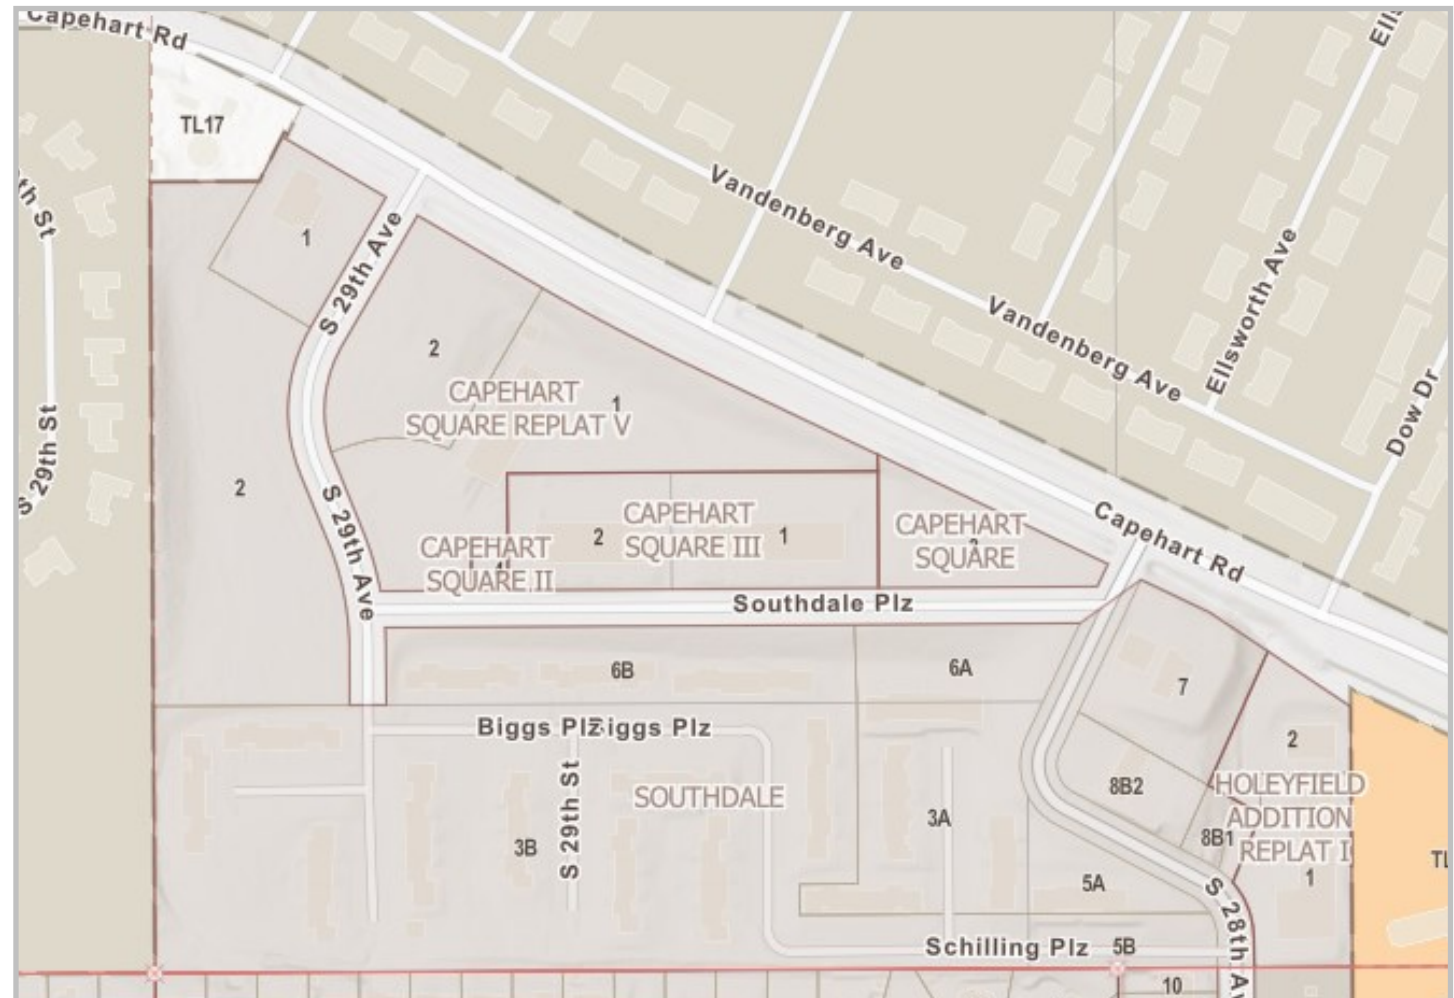 Capehart Rd
TL17
S 29th Ave
1
Vandenberg Ave
Vandenberg Ave
Ellsworth Ave
Dow Dr
S 29th St
2
CAPEHART
SQUARE REPLAT V
1
2
S 29th Ave
CAPEHART
SQUARE II
2
CAPEHART
SQUARE III
1
CAPEHART
SQUARE
Capehart Rd
Southdale Plz
6B
6A
7
Biggs Plz
Biggs Plz
2
SOUTHDALE
S 29th St
3B
3A
8B2
HOLEYFIELD
ADDITION
REPLAT I
8B1
1
5A
S 28th Av
Schilling Plz
5B
10